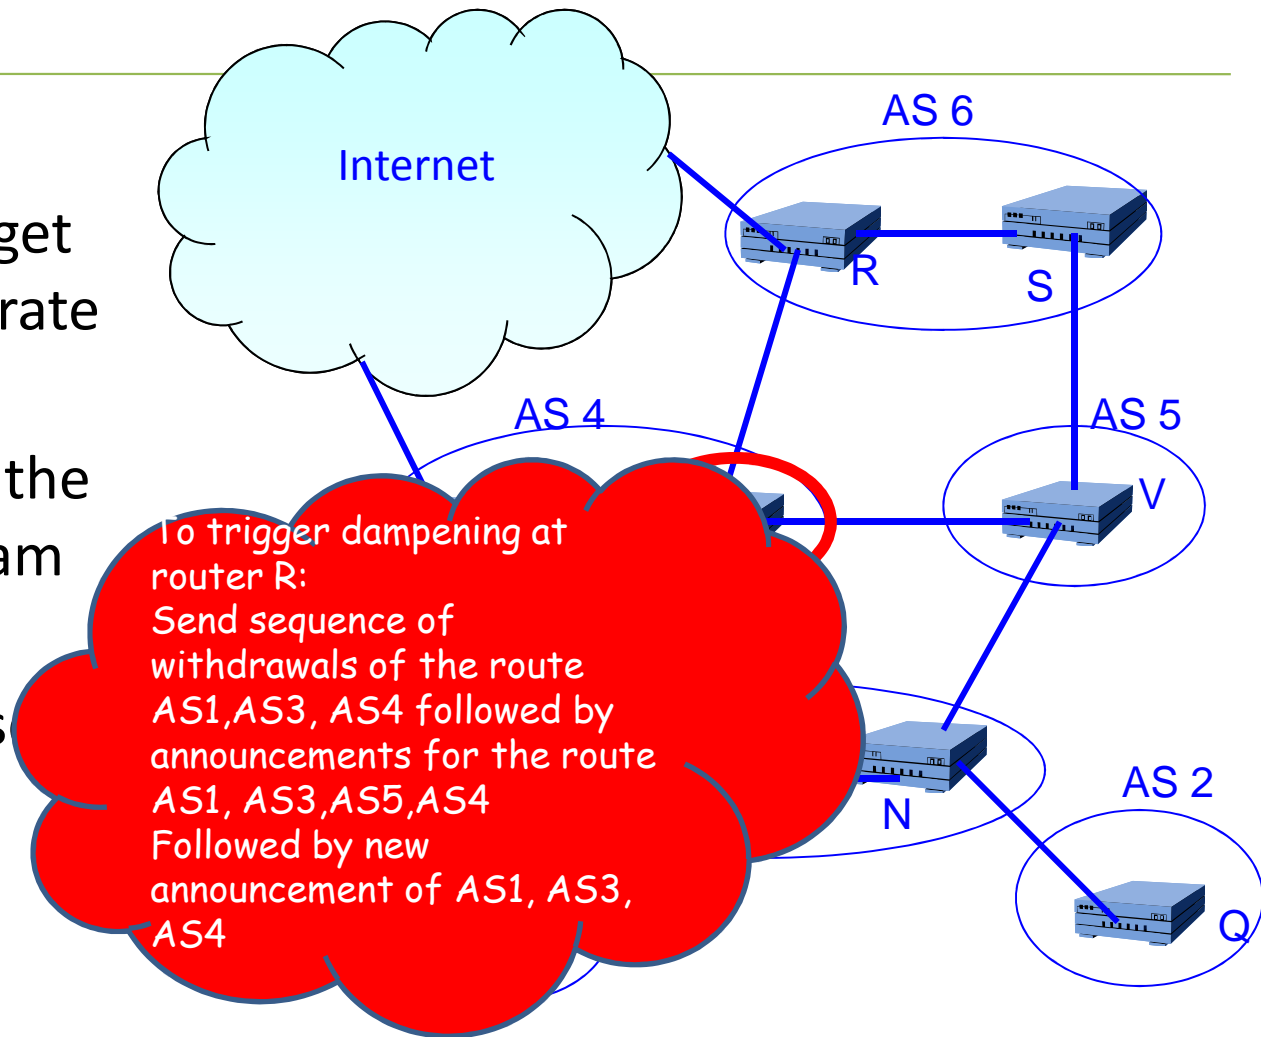 Internet
AS 6
get
R
S
rate
AS 4
AS 5
the
V
am
To trigger dampening at
router R:
Send sequence of
withdrawals of the route
AS1,AS3, AS4 followed by
s
announcements for the route
AS1, AS3,AS5,AS4
Followed by new
announcement of AS1, AS3,
AS4
N
AS 2
Q